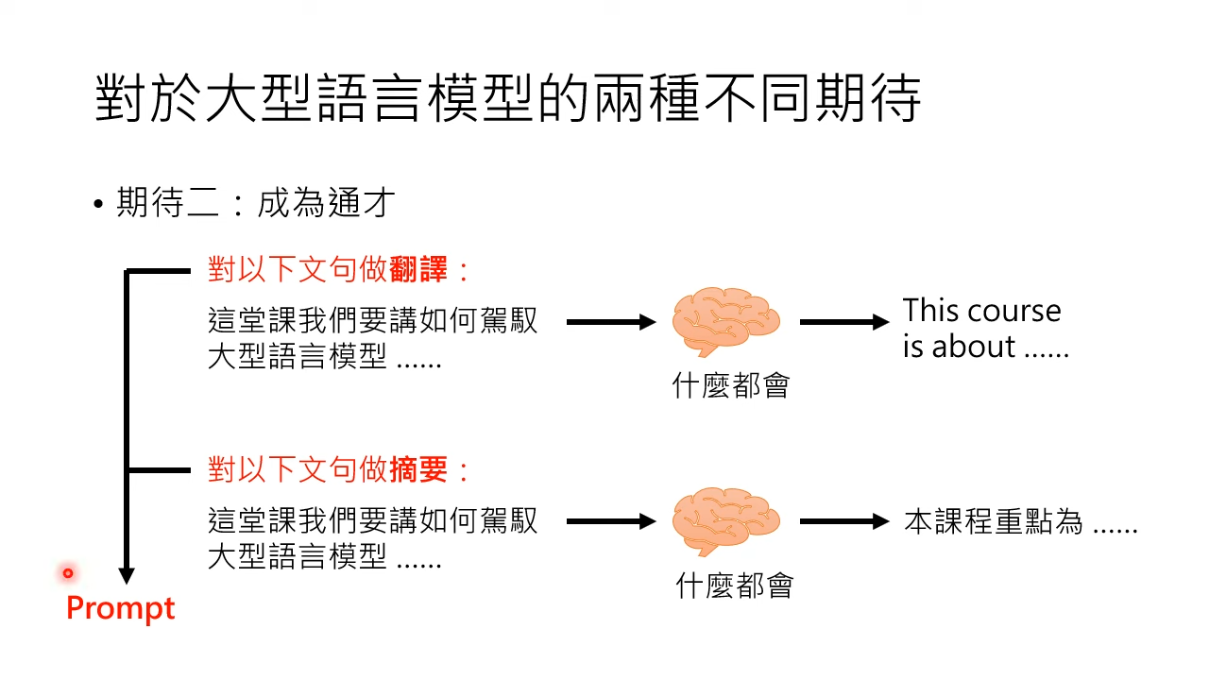 對於大型語言模型的兩種不同期待
• 期待二：成為通才
對以下文句做翻譯：
這堂課我們要講如何駕馭
大型語言模型 ……
什麼都會
This course
is about ……
對以下文句做摘要：
這堂課我們要講如何駕馭
大型語言模型 ……
什麼都會
本課程重點為 ……
Prompt